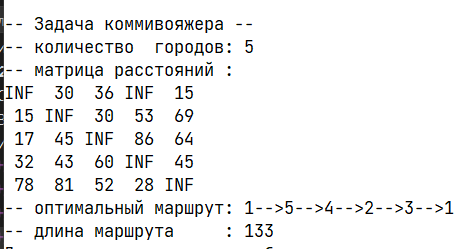 -- Задача коммивояжера --
-- количество  городов: 5
-- матрица расстояний :
INF  30  36 INF  15
 15 INF  30  53  69
 17  45 INF  86  64
 32  43  60 INF  45
 78  81  52  28 INF
-- оптимальный маршрут: 1-->5-->4-->2-->3-->1
-- длина маршрута     : 133